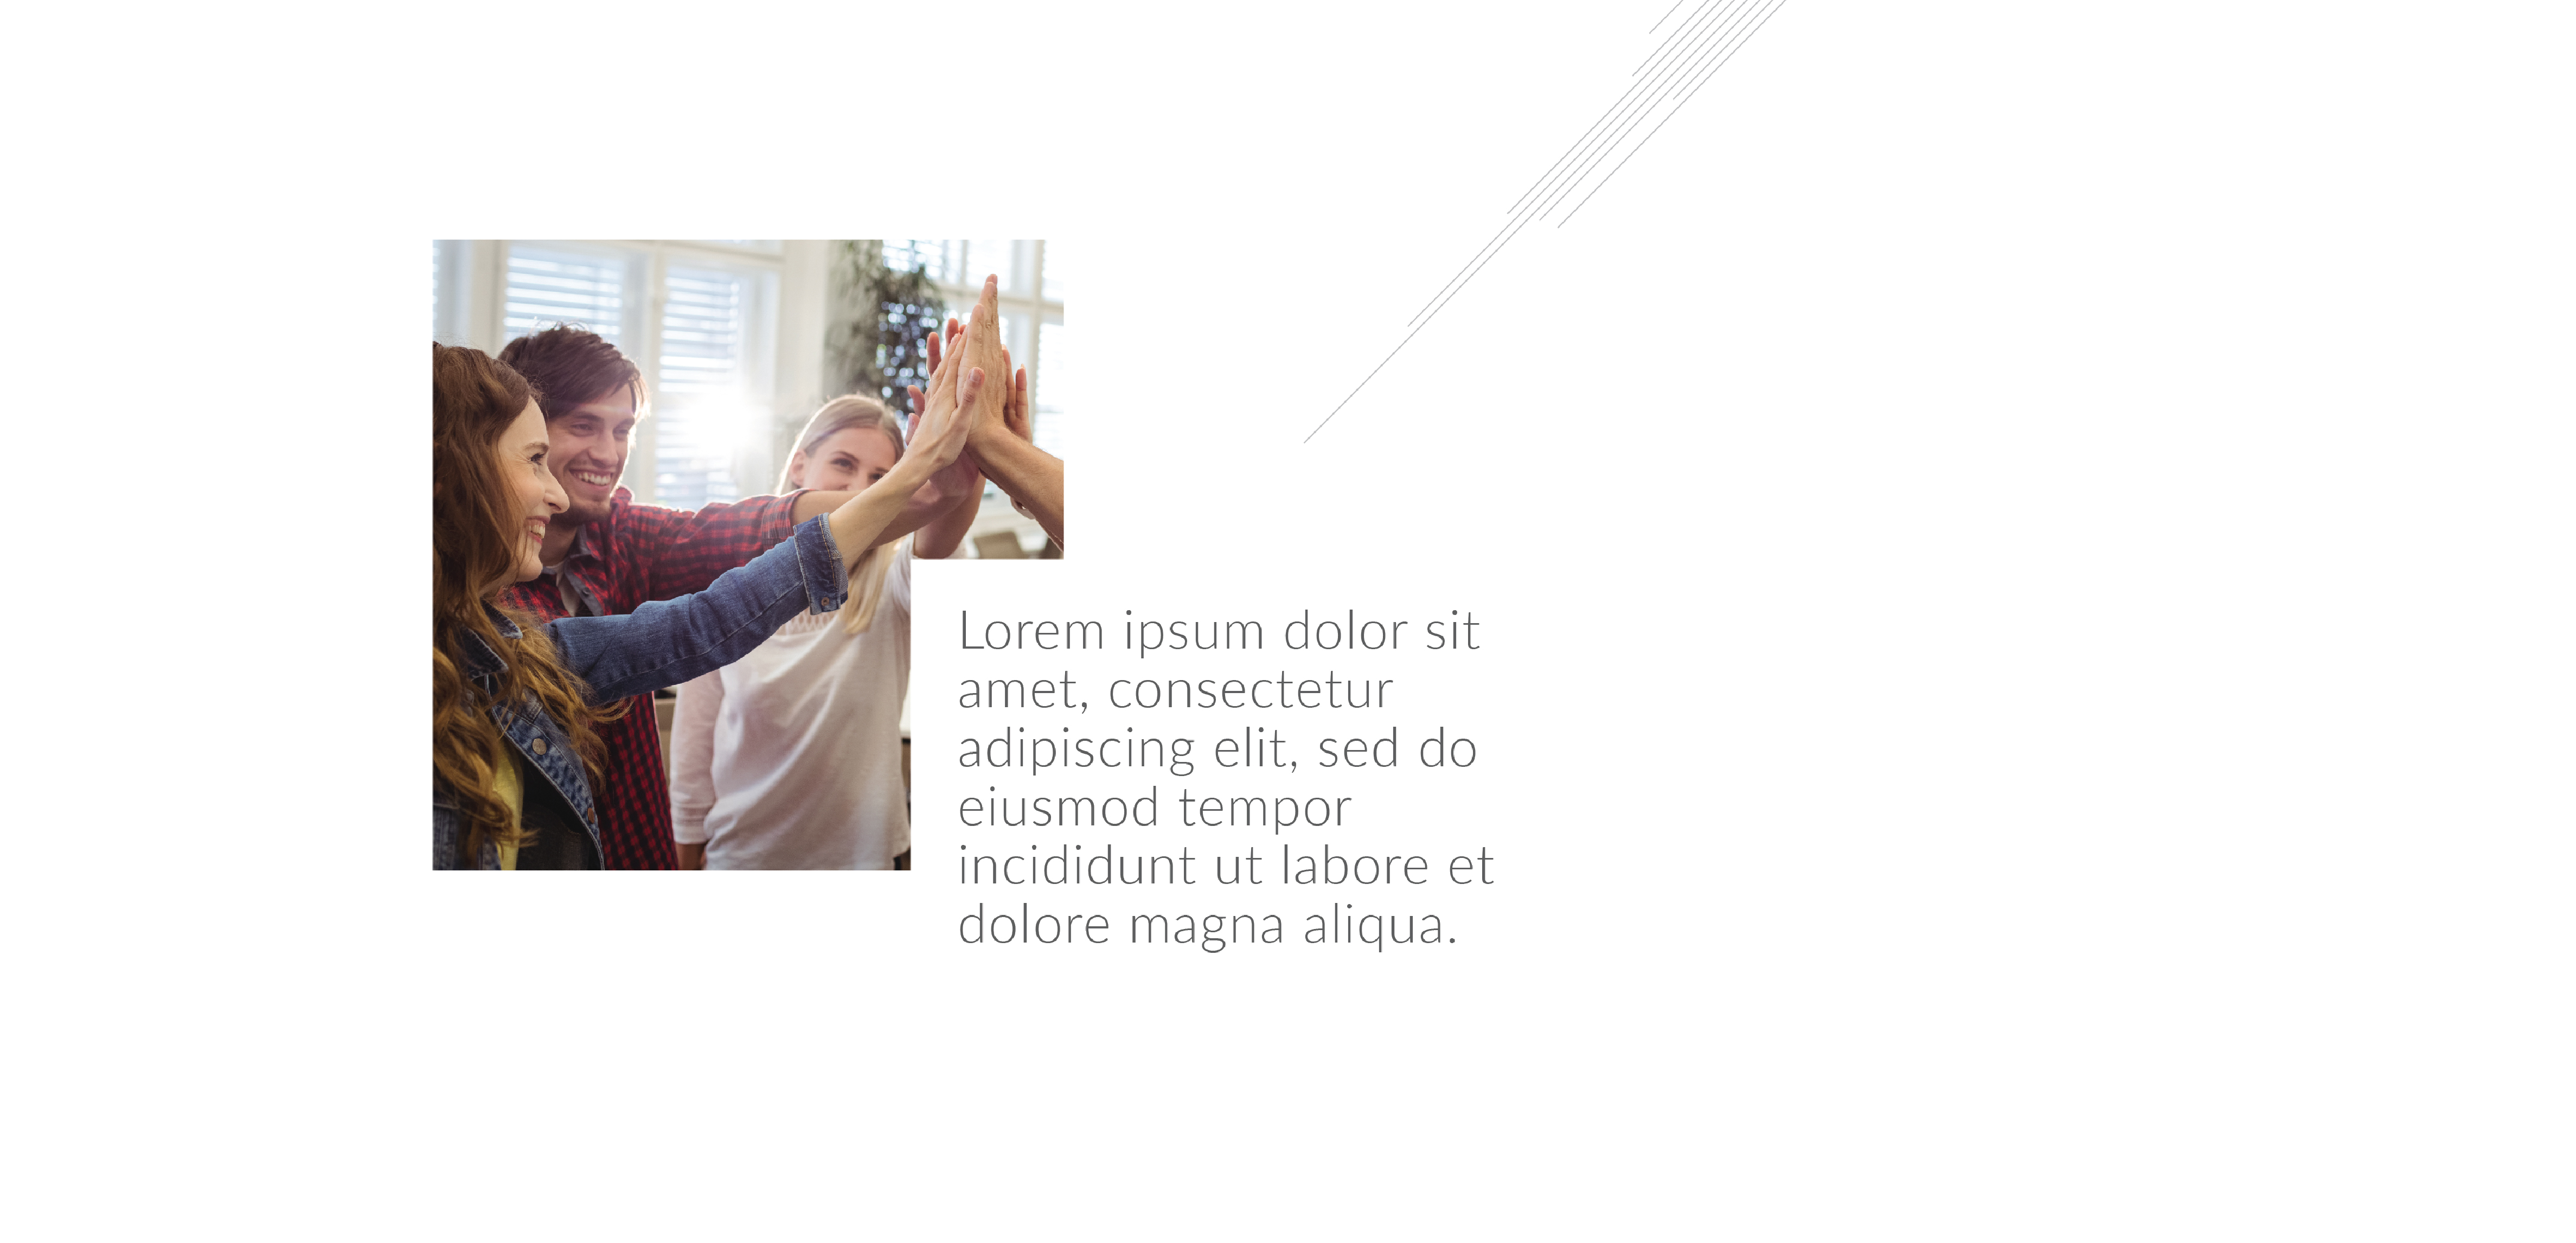 Lorem ipsum dolor sit
amet, consectetur
adipiscing elit, sed do
eiusmod tempor
incididunt ut labore et
dolore magna aliqua.